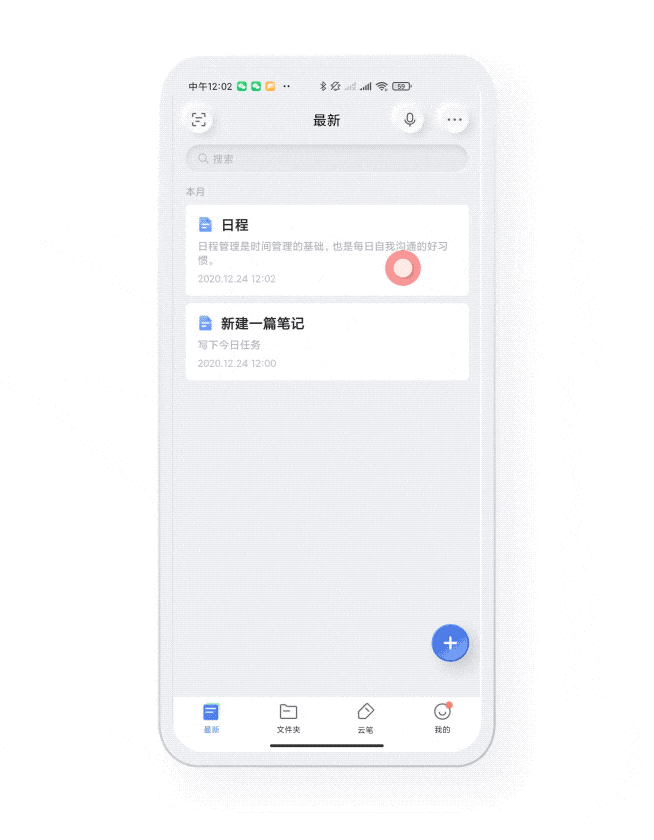 中午12:02
59
最新
搜索
本月
日程
日程管理是时间管理的基础，也是每日自我沟通的好习
惯。
2020.12.24 12:02
新建一篇笔记
写下今日任务
2020.12.24 12:00
最新
文件夹
云笔
我的